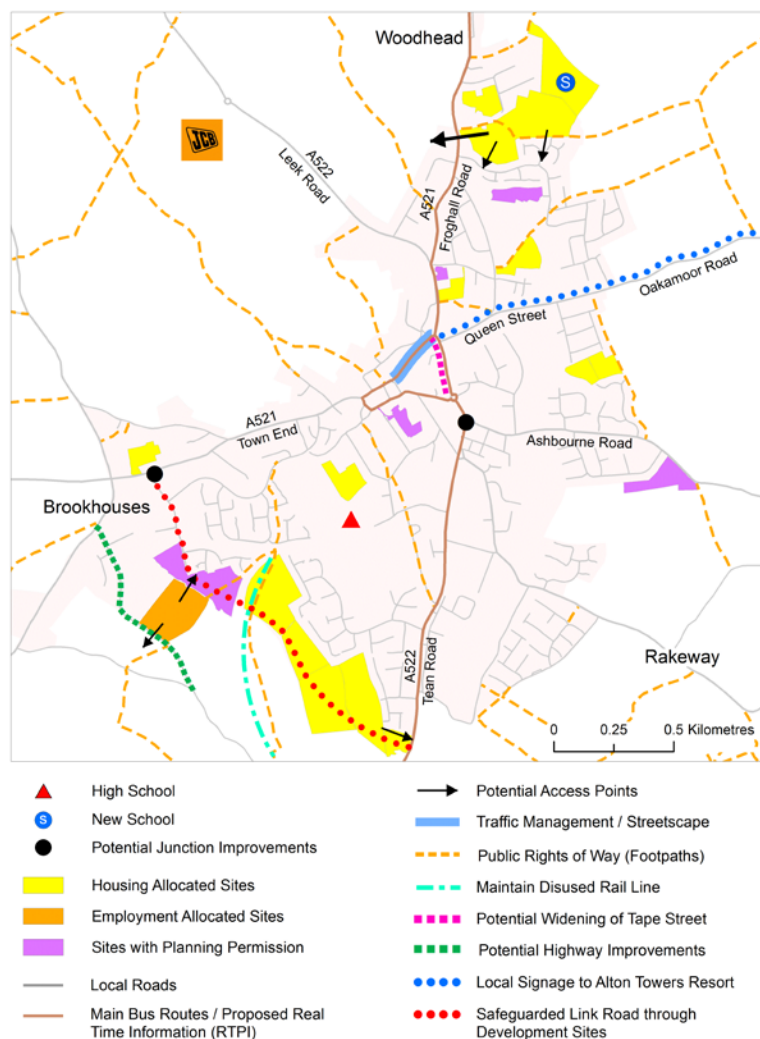 Woodhead
S
JCB
A522
Leek Road
A521
Froghall Road
Oakamoor Road
Queen Street
A521
Town End
Ashbourne Road
Brookhouses
A522
Tean Road
Rakeway
0 0.5 Kilometres
High School
S New School
Potential Junction Improvements
Housing Allocated Sites
Employment Allocated Sites
Sites with Planning Permission
Local Roads
Main Bus Routes / Proposed Real
Time Information (RTPI)
Potential Access Points
Traffic Management / Streetscape
Public Rights of Way (Footpaths)
Maintain Disused Rail Line
Potential Widening of Tape Street
Potential Highway Improvements
Local Signage to Alton Towers Resort
Safeguarded Link Road through
Development Sites